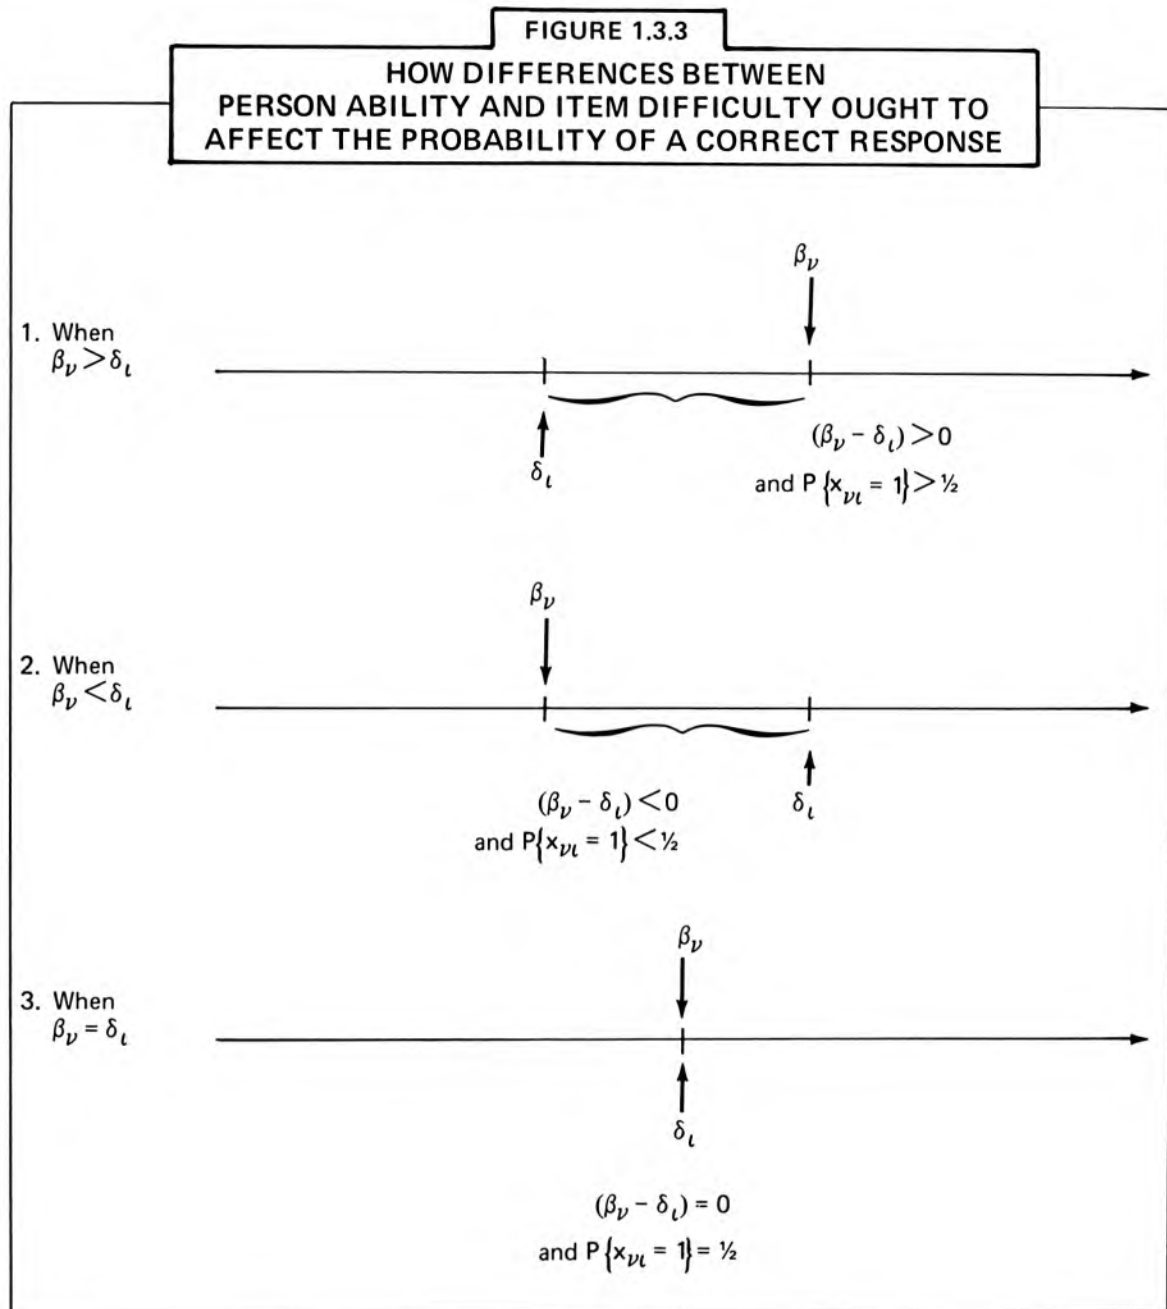 FIGURE 1.3.3
HOW DIFFERENCES BETWEEN
PERSON ABILITY AND ITEM DIFFICULTY OUGHT TO
AFFECT THE PROBABILITY OF A CORRECT RESPONSE
β_ν
1. When
β_ν > δ_ι
δ_ι
(β_ν - δ_ι) > 0
and P {x_νι = 1} > ½
β_ν
2. When
β_ν < δ_ι
δ_ι
(β_ν - δ_ι) < 0
and P{x_νι = 1} < ½
β_ν
3. When
β_ν = δ_ι
δ_ι
(β_ν - δ_ι) = 0
and P {x_νι = 1} = ½